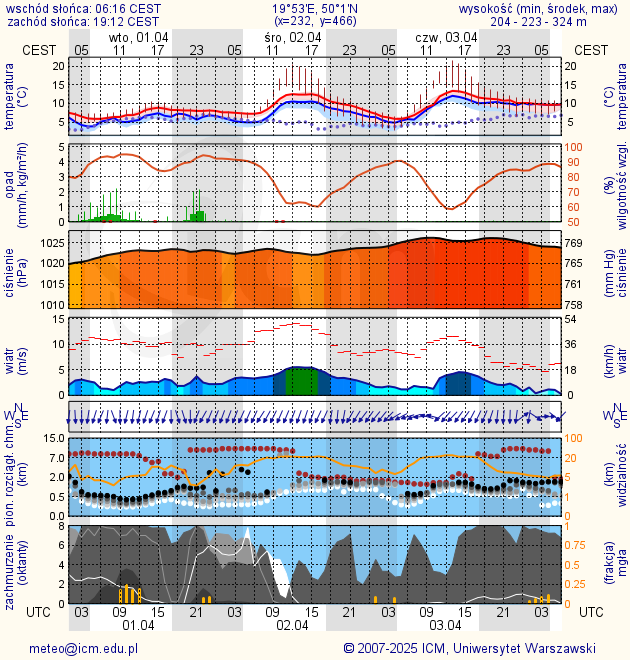 wschód słońca: 06:16 CEST
19°53'E, 50°1'N
wysokość (min, środek, max)
zachód słońca: 19:12 CEST
(x=232, y=466)
204 - 223 - 324 m
wto, 01.04
śro, 02.04
czw, 03.04
CEST
05
11
17
23
05
11
17
23
05
11
17
23
05
CEST
temperatura
(°C)
20
15
10
5
20
15
10
5
temperatura
(°C)
opad
(mm/h, kg/m²/h)
5
4
3
2
1
0
100
90
80
70
60
50
(%)
wilgotność wzgl.
ciśnienie
(hPa)
1025
1020
1015
1010
769
765
761
758
(mm Hg)
ciśnienie
wiatr
(m/s)
15
10
5
0
54
36
18
0
(km/h)
wiatr
N
W E
S
N
W E
S
pion. rozciągł. chm.
(km)
15.0
7.0
2.0
0.5
0.0
100
20
5
1
0
(km)
widzialność
zachmurzenie
(oktanty)
8
6
4
2
0
1
0.75
0.5
0.25
0
(frakcja)
mgła
UTC
03
09
15
21
03
09
15
21
03
09
15
21
03
UTC
01.04
02.04
03.04
meteo@icm.edu.pl
© 2007-2025 ICM, Uniwersytet Warszawski